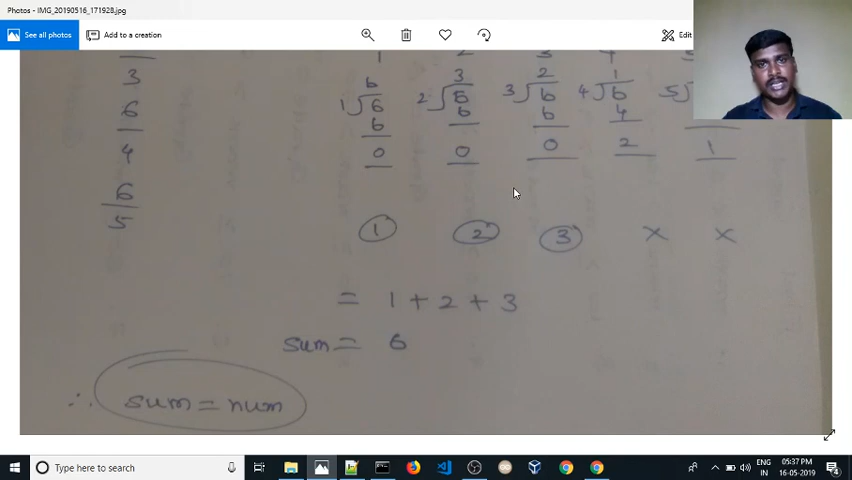 Photos - IMG_20190516_171928.jpg
See all photos
Add to a creation
Edit
3
6
4
6
5
6
1 6
6
0
3
2 6
6
0
2
3 6
6
0
1
4 6
4
2
5
1
1 2 3 × ×
= 1 + 2 + 3
sum = 6
∴ sum = num
Type here to search
ENG
IN
05:37 PM
16-05-2019
4